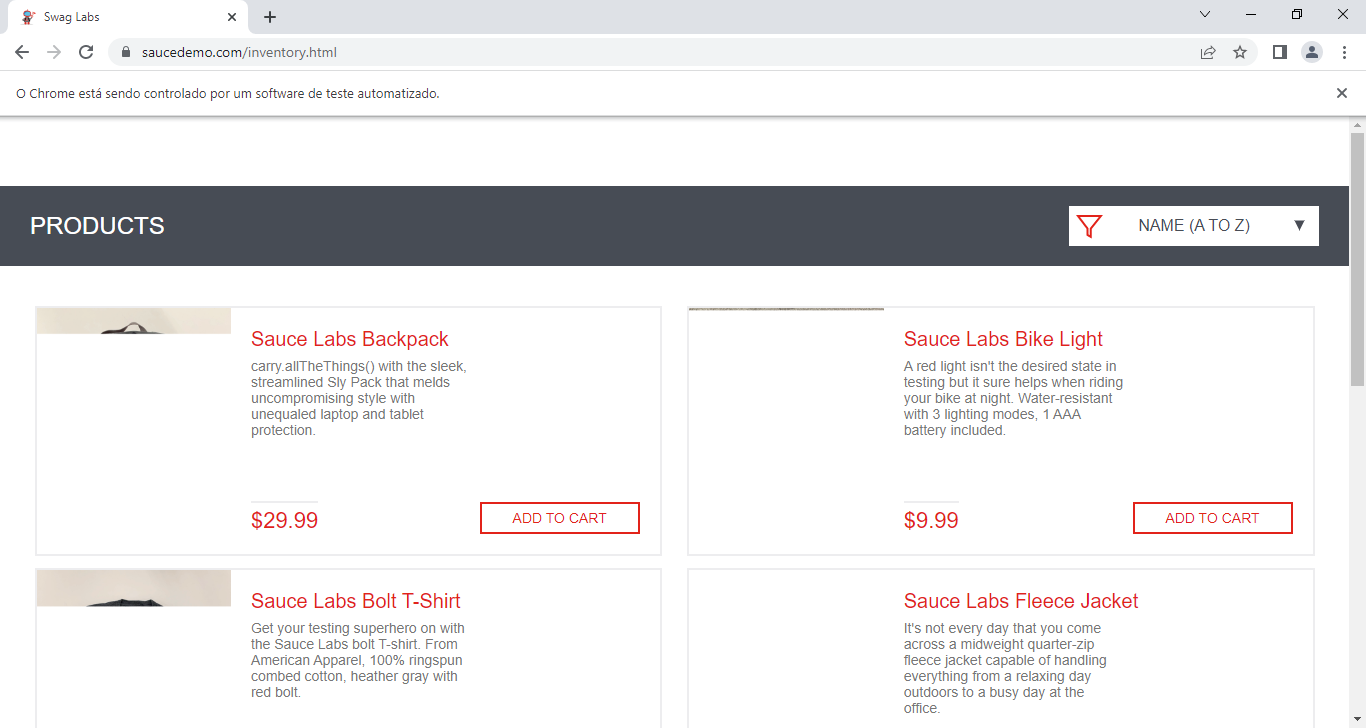 Swag Labs
saucedemo.com/inventory.html
O Chrome está sendo controlado por um software de teste automatizado.
PRODUCTS
NAME (A TO Z)
Sauce Labs Backpack
carry.allTheThings() with the sleek,
streamlined Sly Pack that melds
uncompromising style with
unequaled laptop and tablet
protection.
$29.99
ADD TO CART
Sauce Labs Bike Light
A red light isn't the desired state in
testing but it sure helps when riding
your bike at night. Water-resistant
with 3 lighting modes, 1 AAA
battery included.
$9.99
ADD TO CART
Sauce Labs Bolt T-Shirt
Get your testing superhero on with
the Sauce Labs bolt T-shirt. From
American Apparel, 100% ringspun
combed cotton, heather gray with
red bolt.
Sauce Labs Fleece Jacket
It's not every day that you come
across a midweight quarter-zip
fleece jacket capable of handling
everything from a relaxing day
outdoors to a busy day at the
office.